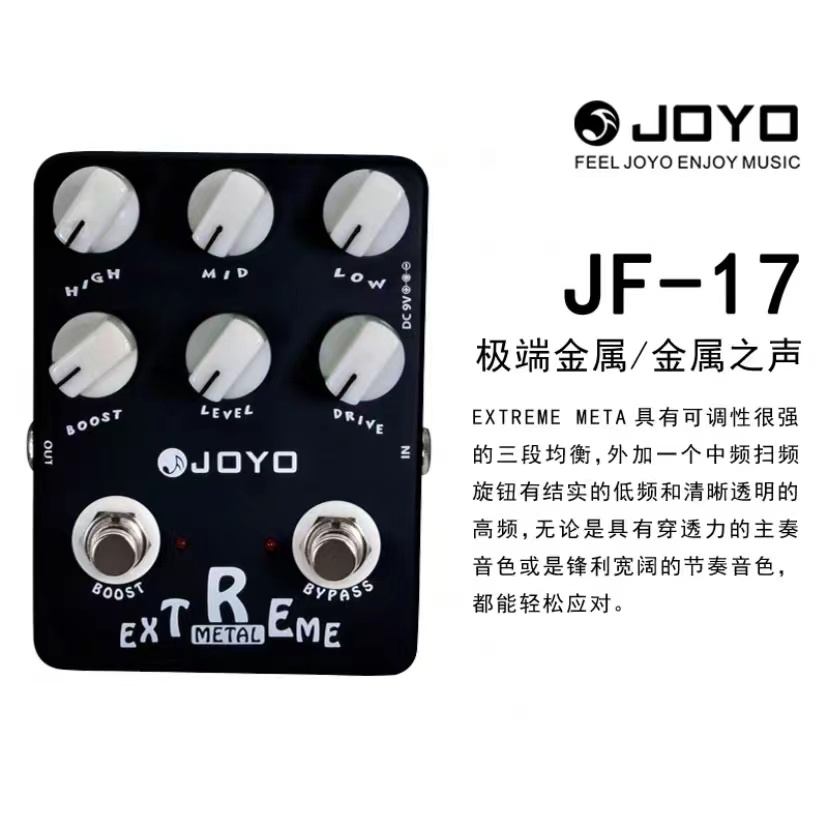 JOYO
FEEL JOYO ENJOY MUSIC
JF-17
极端金属/金属之声
EXTREME META具有可调性很强
的三段均衡,外加一个中频扫频
旋钮有结实的低频和清晰透明的
高频,无论是具有穿透力的主奏
音色或是锋利宽阔的节奏音色,
都能轻松应对。
HIGH
MID
LOW
DC 9V
BOOST
LEVEL
DRIVE
OUT
IN
JOYO
BOOST
BYPASS
EXTREME
METAL